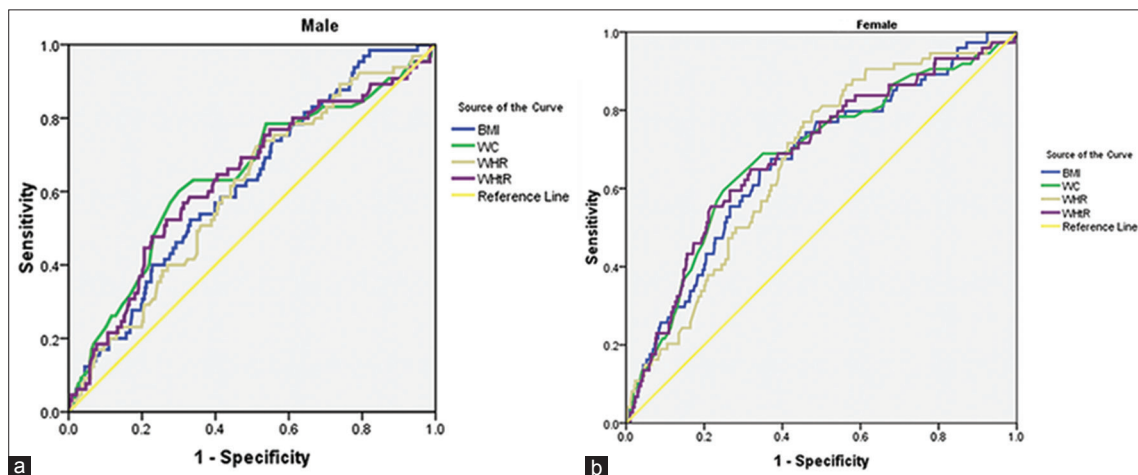 Male
1.0
0.8
0.6
0.4
0.2
0.0
Sensitivity
0.0 0.2 0.4 0.6 0.8 1.0
1 - Specificity
Source of the Curve
BMI
WC
WHR
WHtR
Reference Line
a
Female
1.0
0.8
0.6
0.4
0.2
0.0
Sensitivity
0.0 0.2 0.4 0.6 0.8 1.0
1 - Specificity
Source of the Curve
BMI
WC
WHR
WHtR
Reference Line
b